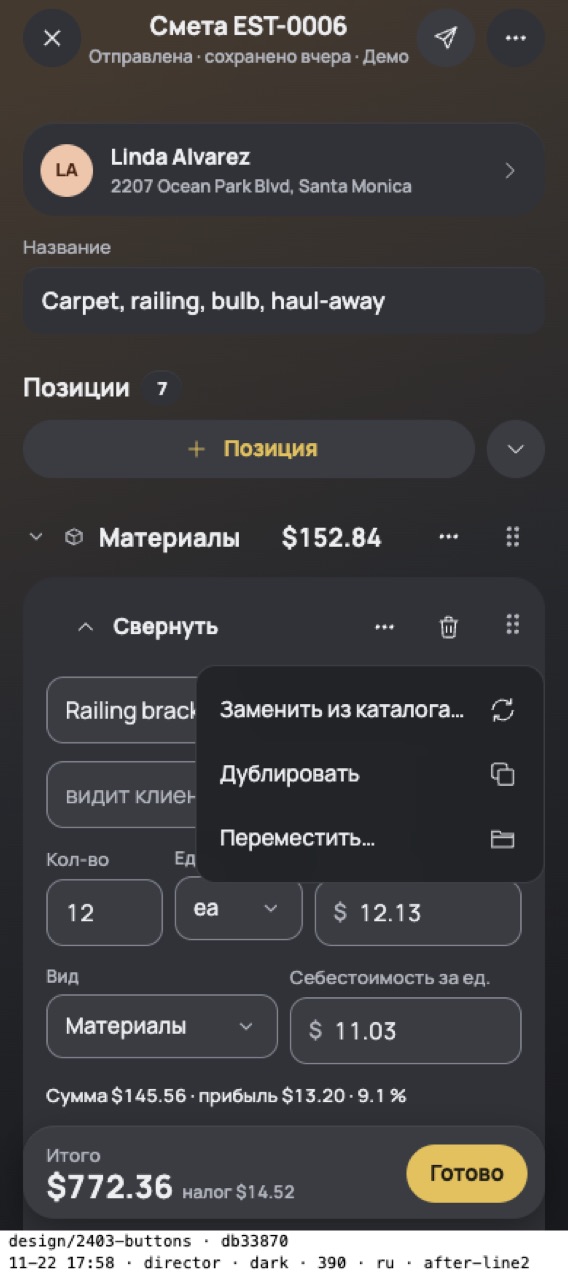 Смета EST-0006
Отправлена · сохранено вчера · Демо
LA
Linda Alvarez
2207 Ocean Park Blvd, Santa Monica
Название
Carpet, railing, bulb, haul-away
Позиции 7
+ Позиция
Материалы $152.84
Свернуть
Railing brack
Заменить из каталога...
видит клиен
Дублировать
Переместить...
Кол-во Ед
12 ea $ 12.13
Вид Себестоимость за ед.
Материалы $ 11.03
Сумма $145.56 · прибыль $13.20 · 9.1 %
Итого
$772.36 налог $14.52
Готово
design/2403-buttons · db33870
11-22 17:58 · director · dark · 390 · ru · after-line2